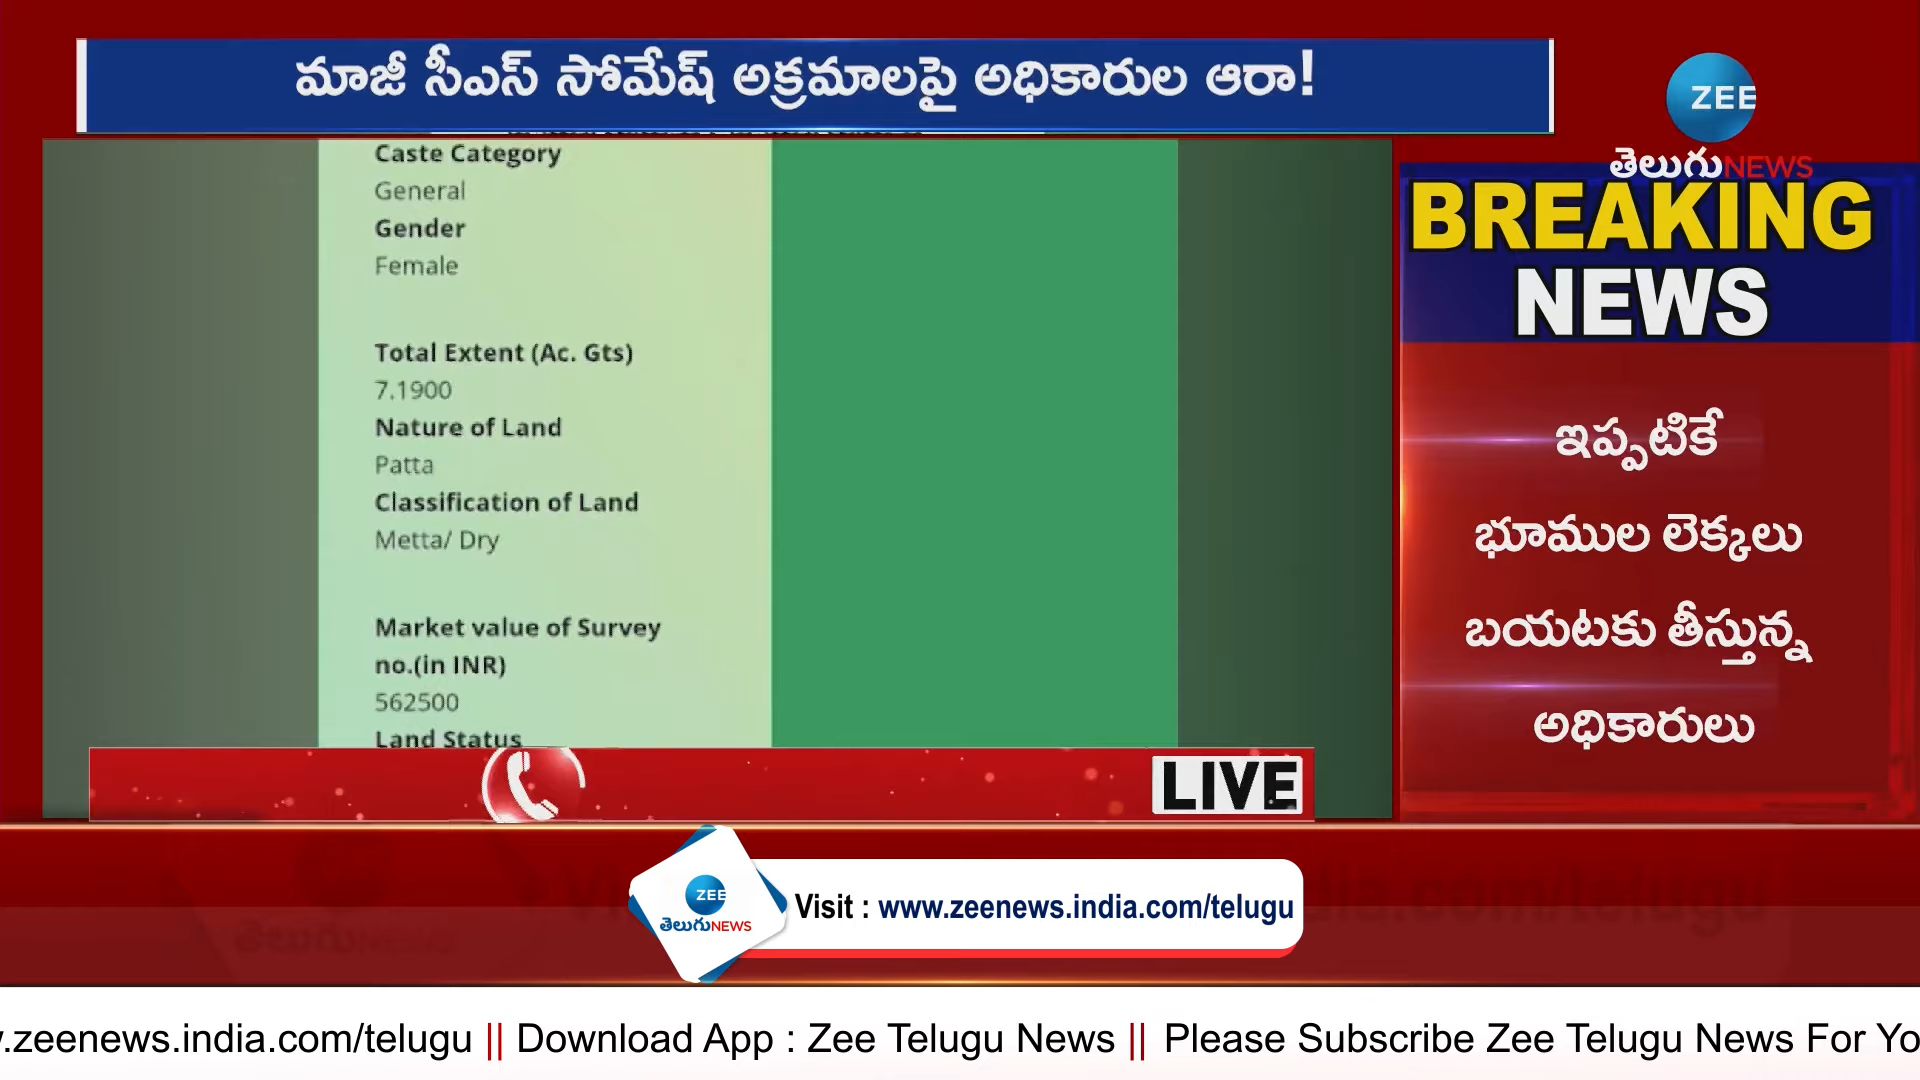 మాజీ సీఎస్ సోమేష్ అక్రమాలపై అధికారుల ఆరా!
ZEE
తెలుగుNEWS
BREAKING
NEWS
Caste Category
General
Gender
Female
Total Extent (Ac. Gts)
7.1900
Nature of Land
Patta
Classification of Land
Metta/ Dry
Market value of Survey
no.(in INR)
562500
Land Status
ఇప్పటికే
భూముల లెక్కలు
బయటకు తీస్తున్న
అధికారులు
LIVE
ZEE
తెలుగుNEWS
Visit : www.zeenews.india.com/telugu
.zeenews.india.com/telugu || Download App : Zee Telugu News || Please Subscribe Zee Telugu News For Yo